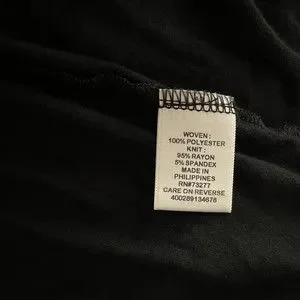 WOVEN :
100% POLYESTER
KNIT :
95% RAYON
5% SPANDEX
MADE IN
PHILIPPINES
RN#73277
CARE ON REVERSE
400289134678